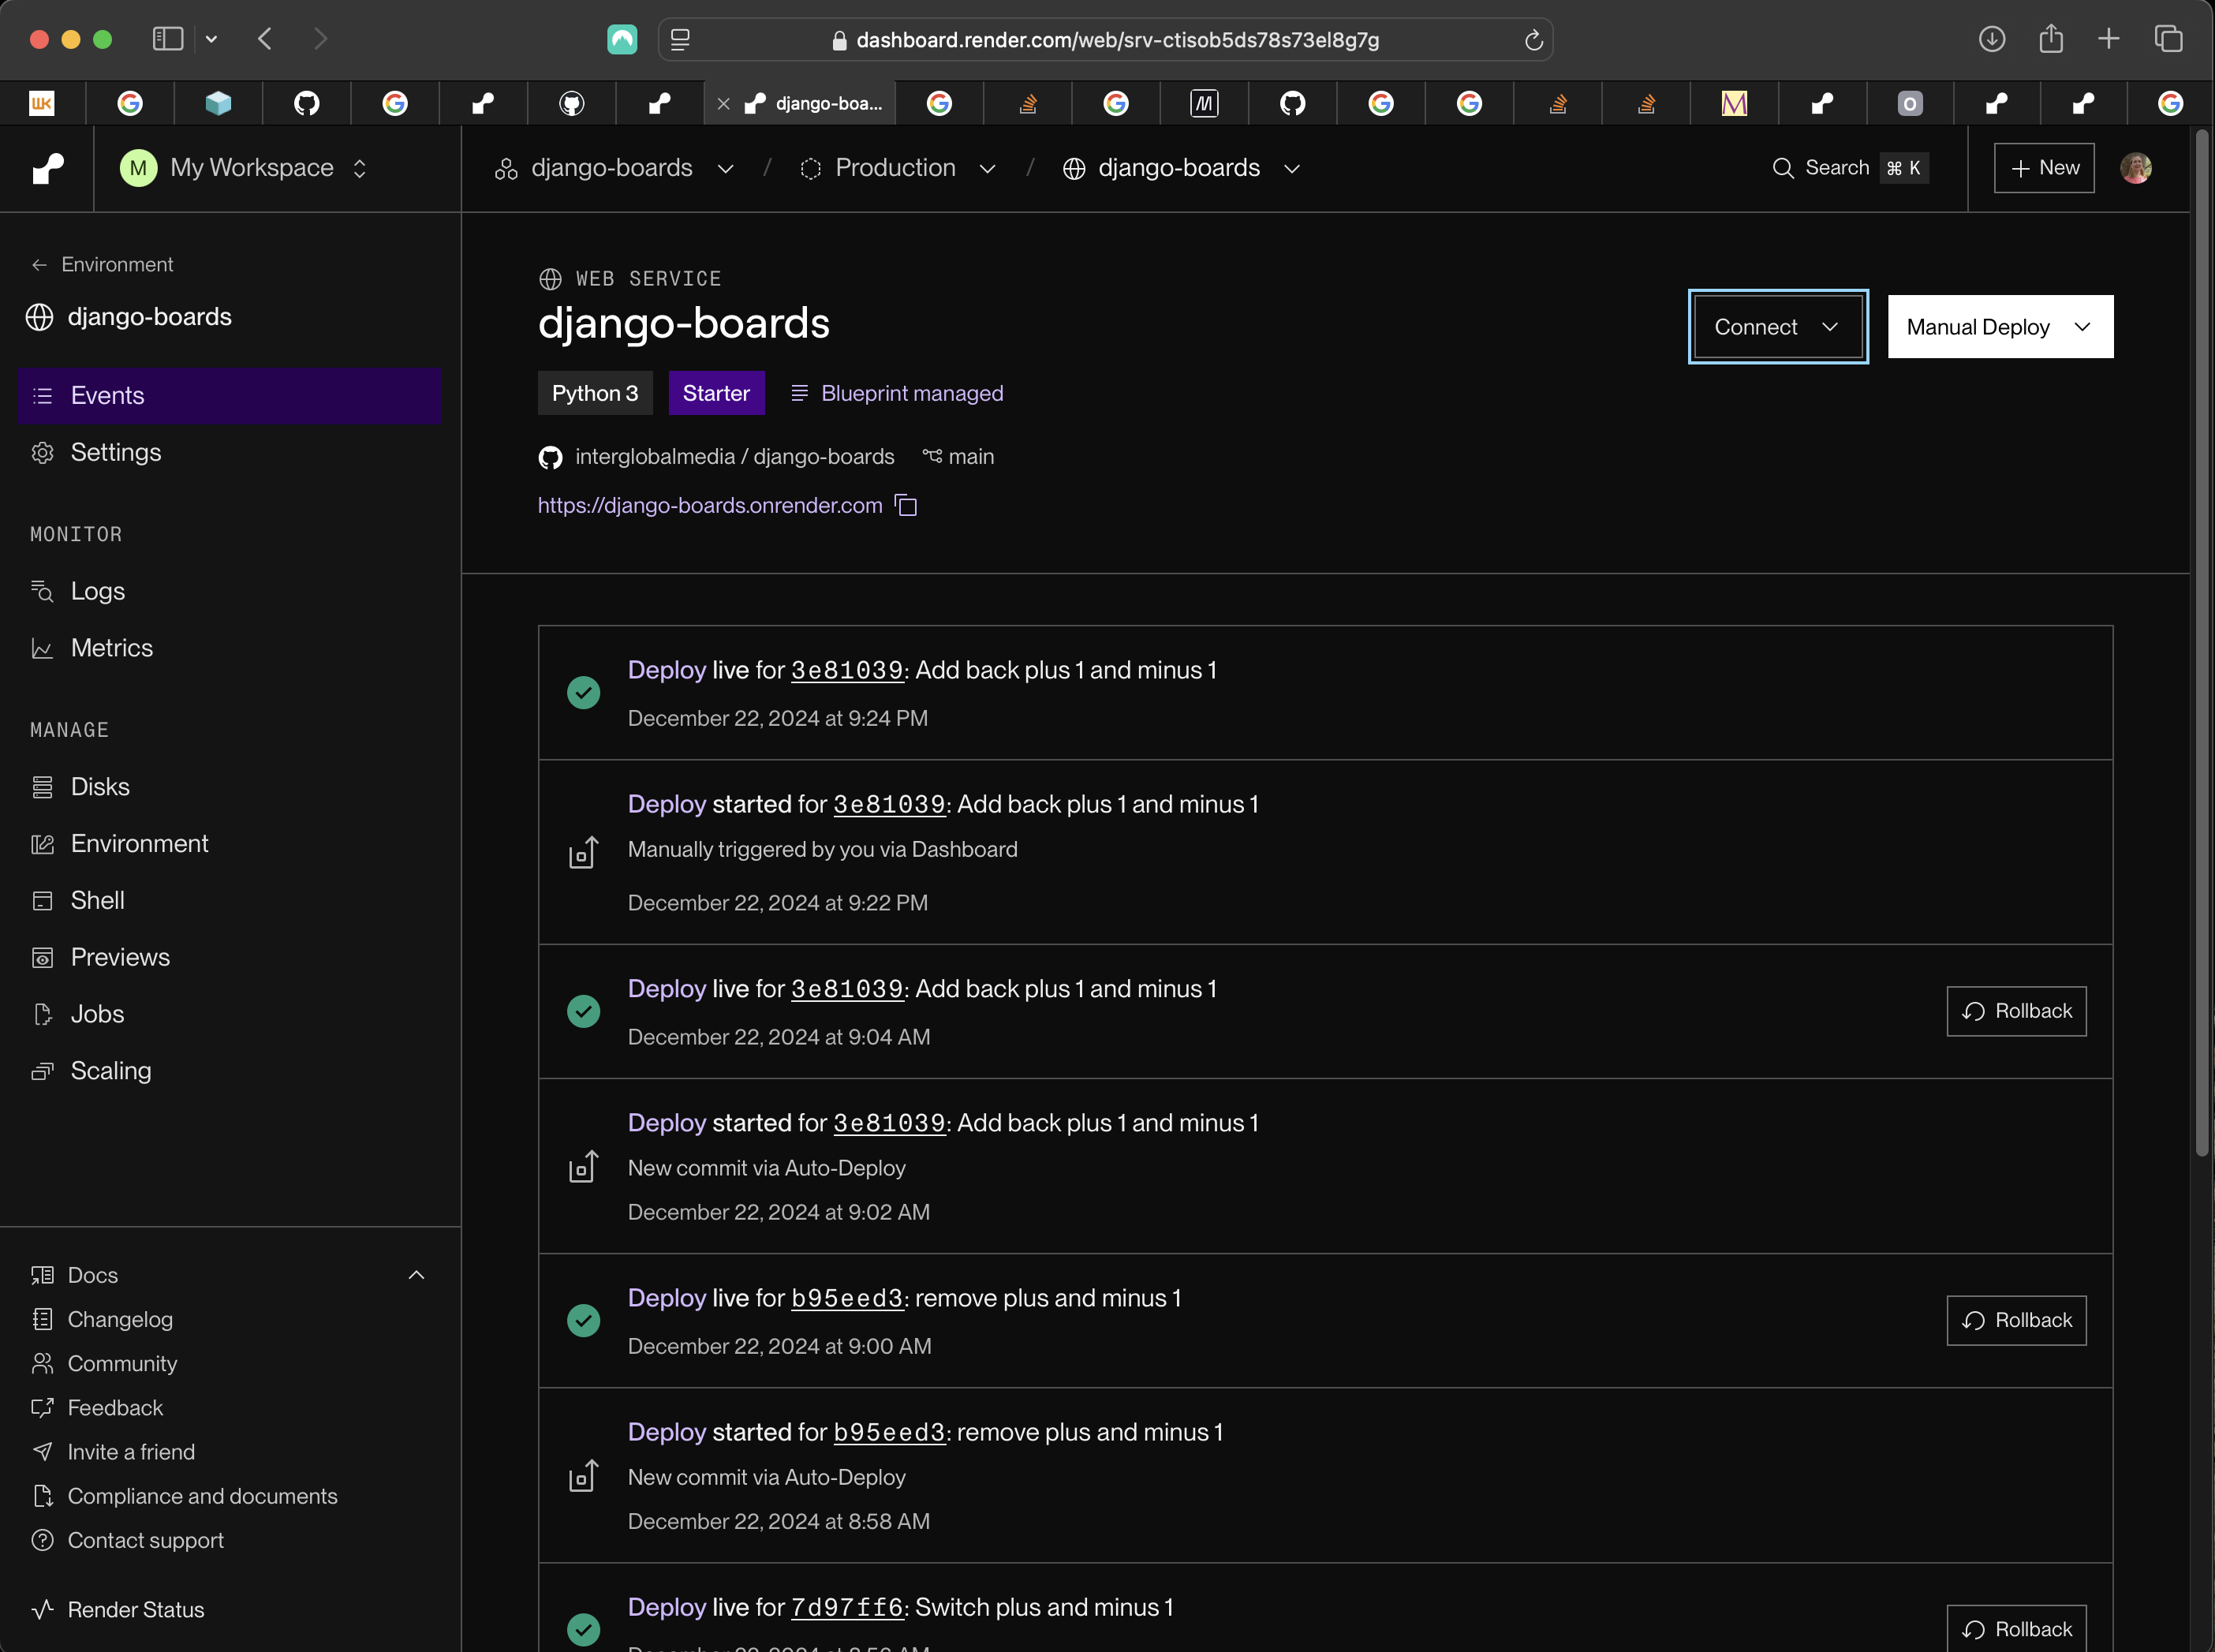 dashboard.render.com/web/srv-ctisob5ds78s73el8g7g
django-boa...
M My Workspace
django-boards / Production / django-boards
Search ⌘ K
+ New
Environment
django-boards
Events
Settings
MONITOR
Logs
Metrics
MANAGE
Disks
Environment
Shell
Previews
Jobs
Scaling
Docs
Changelog
Community
Feedback
Invite a friend
Compliance and documents
Contact support
Render Status
WEB SERVICE
django-boards
Connect
Manual Deploy
Python 3 Starter Blueprint managed
interglobalmedia / django-boards main
https://django-boards.onrender.com
Deploy live for 3e81039: Add back plus 1 and minus 1
December 22, 2024 at 9:24 PM
Deploy started for 3e81039: Add back plus 1 and minus 1
Manually triggered by you via Dashboard
December 22, 2024 at 9:22 PM
Deploy live for 3e81039: Add back plus 1 and minus 1
December 22, 2024 at 9:04 AM
Rollback
Deploy started for 3e81039: Add back plus 1 and minus 1
New commit via Auto-Deploy
December 22, 2024 at 9:02 AM
Deploy live for b95eed3: remove plus and minus 1
December 22, 2024 at 9:00 AM
Rollback
Deploy started for b95eed3: remove plus and minus 1
New commit via Auto-Deploy
December 22, 2024 at 8:58 AM
Deploy live for 7d97ff6: Switch plus and minus 1
Rollback